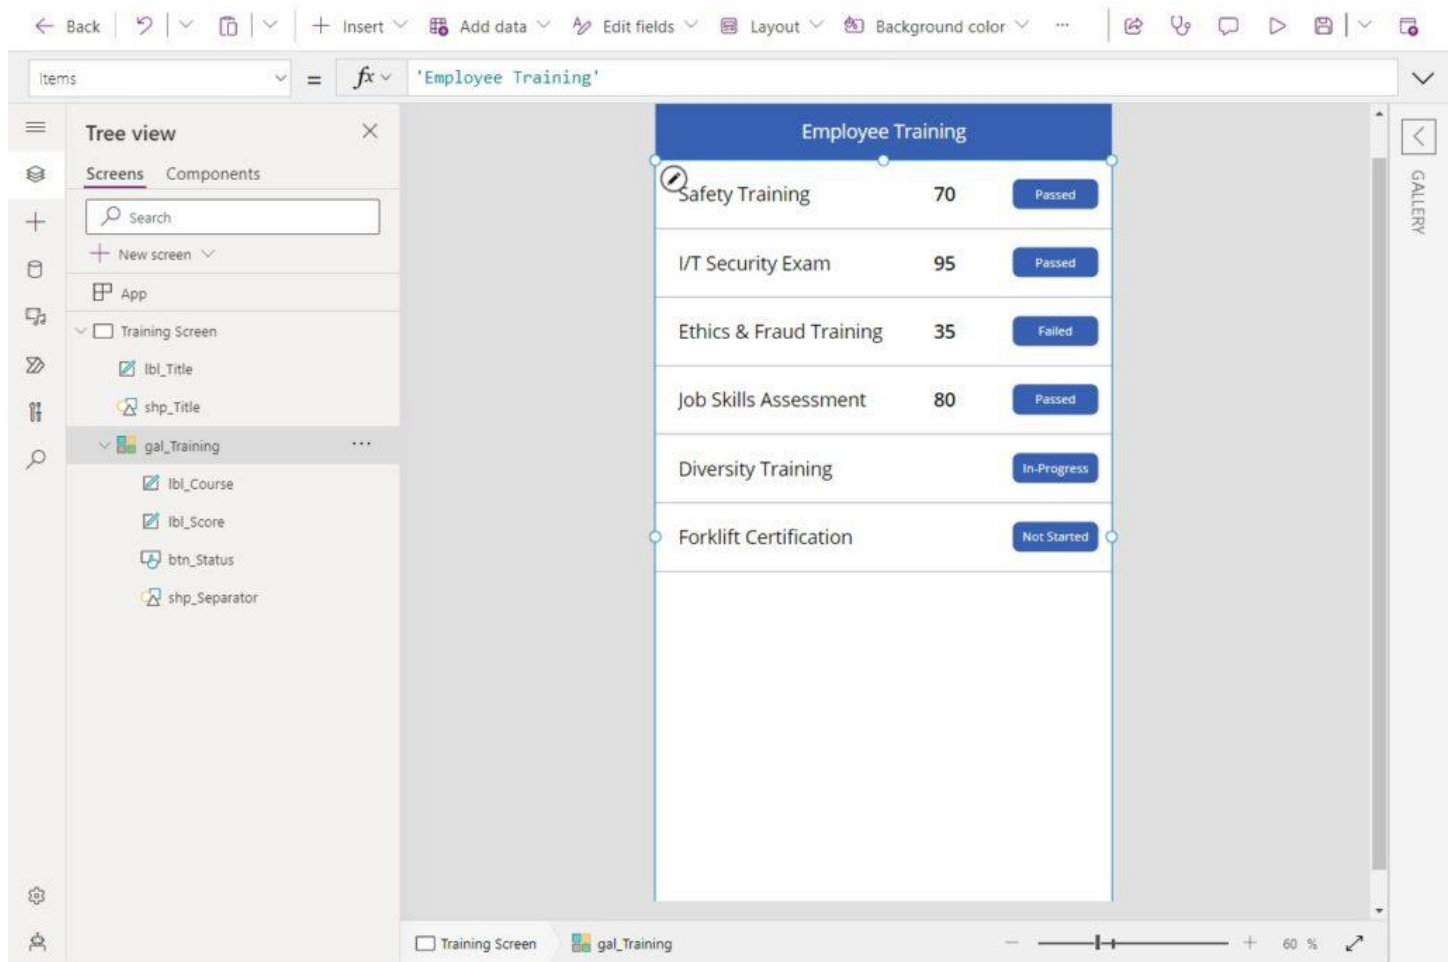 Back
Insert
Add data
Edit fields
Layout
Background color
...
Items
=
fx
'Employee Training'
Tree view
Screens Components
Search
New screen
App
Training Screen
lbl_Title
shp_Title
gal_Training
...
lbl_Course
lbl_Score
btn_Status
shp_Separator
Employee Training
Safety Training 70 Passed
I/T Security Exam 95 Passed
Ethics & Fraud Training 35 Failed
Job Skills Assessment 80 Passed
Diversity Training In-Progress
Forklift Certification Not Started
GALLERY
Training Screen gal_Training
60 %